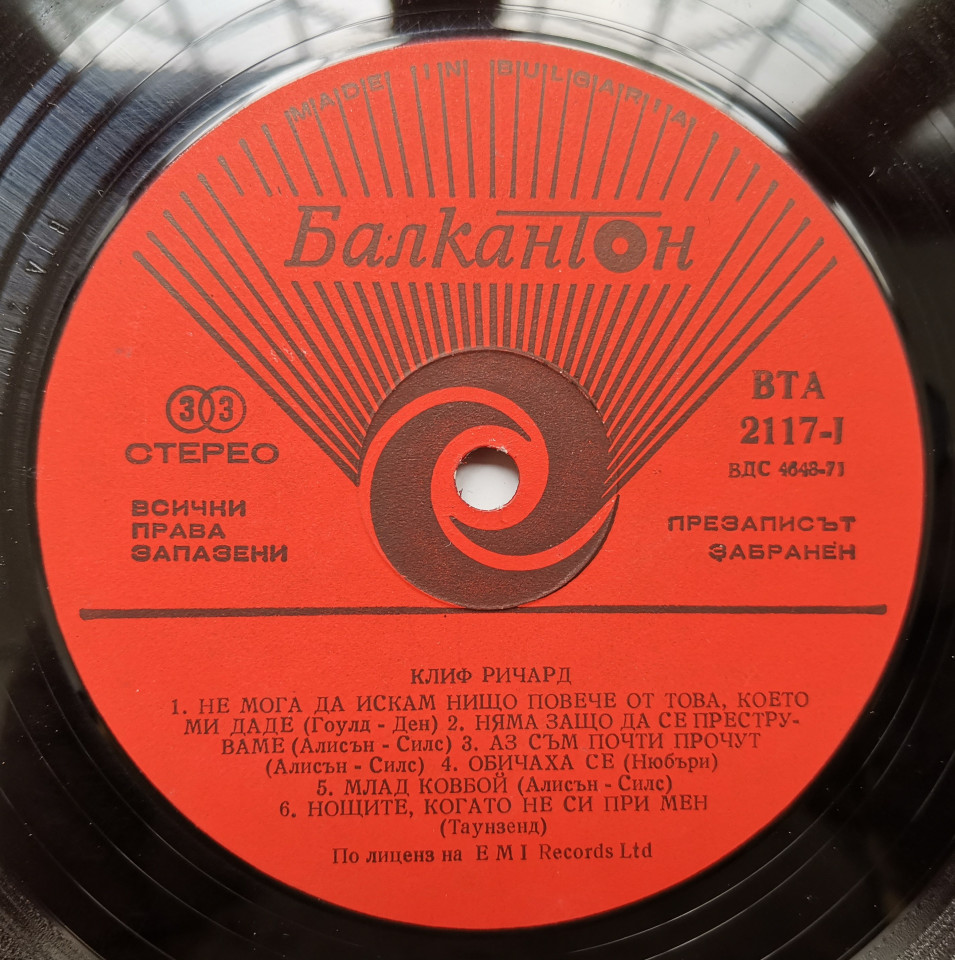 MADE IN BULGARIA
Балкантон
33
СТЕРЕО
ВТА
2117-I
ВДС 4648-71
ВСИЧКИ
ПРАВА
ЗАПАЗЕНИ
ПРЕЗАПИСЪТ
ЗАБРАНЕН
КЛИФ РИЧАРД
1. НЕ МОГА ДА ИСКАМ НИЩО ПОВЕЧЕ ОТ ТОВА, КОЕТО
МИ ДАДЕ (Гоулд - Ден) 2. НЯМА ЗАЩО ДА СЕ ПРЕСТРУ-
ВАМЕ (Алисън - Силс) 3. АЗ СЪМ ПОЧТИ ПРОЧУТ
(Алисън - Силс) 4. ОБИЧАХА СЕ (Нюбъри)
5. МЛАД КОВБОЙ (Алисън - Силс)
6. НОЩИТЕ, КОГАТО НЕ СИ ПРИ МЕН
(Таунзенд)
По лиценз на E M I Records Ltd